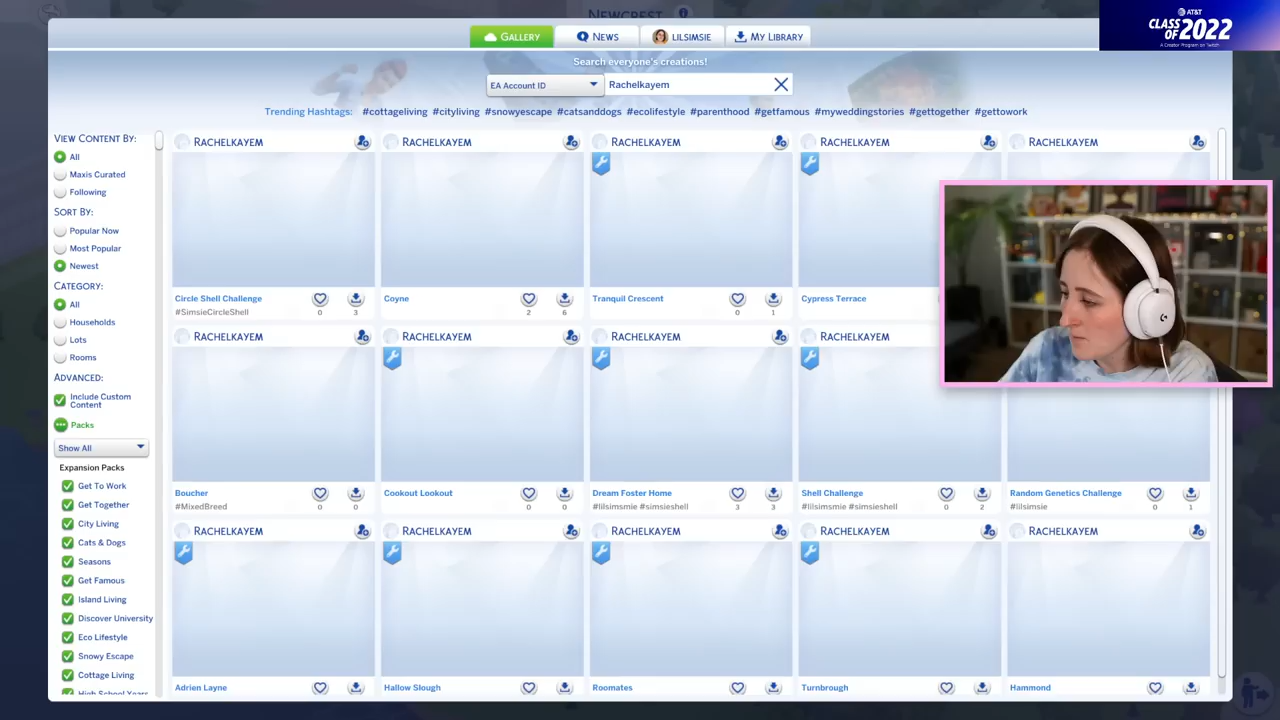 NEWCREST
GALLERY
NEWS
LILSIMSIE
MY LIBRARY
AT&T
CLASS
OF 2022
A Creator Program on Twitch
Search everyone's creations!
EA Account ID
Rachelkayem
Trending Hashtags: #cottageliving #cityliving #snowyescape #catsanddogs #ecolifestyle #parenthood #getfamous #myweddingstories #gettogether #gettowork
VIEW CONTENT BY:
All
Maxis Curated
Following
SORT BY:
Popular Now
Most Popular
Newest
CATEGORY:
All
Households
Lots
Rooms
ADVANCED:
Include Custom
Content
Packs
Show All
Expansion Packs
Get To Work
Get Together
City Living
Cats & Dogs
Seasons
Get Famous
Island Living
Discover University
Eco Lifestyle
Snowy Escape
Cottage Living
High School Years
RACHELKAYEM
RACHELKAYEM
RACHELKAYEM
RACHELKAYEM
RACHELKAYEM
Circle Shell Challenge
#SimsieCircleShell
0
3
Coyne
2
6
Tranquil Crescent
0
1
Cypress Terrace
RACHELKAYEM
RACHELKAYEM
RACHELKAYEM
RACHELKAYEM
Boucher
#MixedBreed
0
0
Cookout Lookout
0
0
Dream Foster Home
#lilsimsmie #simsieshell
3
3
Shell Challenge
#lilsimsmie #simsieshell
0
2
Random Genetics Challenge
#lilsimsie
0
1
RACHELKAYEM
RACHELKAYEM
RACHELKAYEM
RACHELKAYEM
RACHELKAYEM
Adrien Layne
Hallow Slough
Roomates
Turnbrough
Hammond